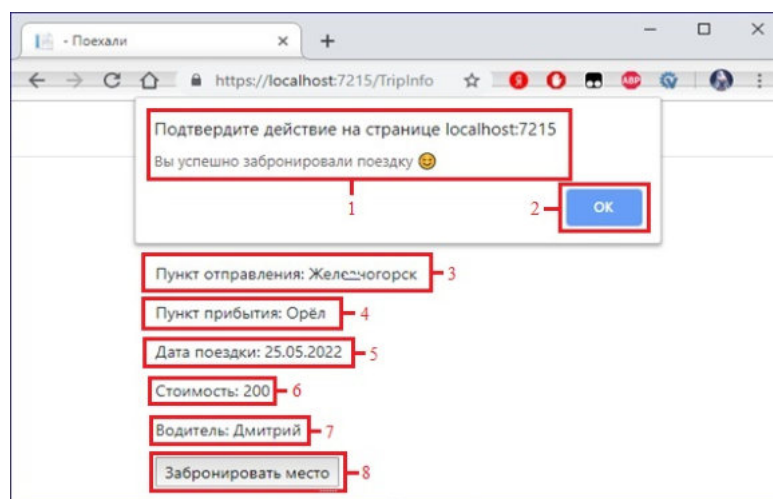 - Поехали
https://localhost:7215/TripInfo
ABP
Подтвердите действие на странице localhost:7215
Вы успешно забронировали поездку 😊
1
2
ОК
Пункт отправления: Железногорск
3
Пункт прибытия: Орёл
4
Дата поездки: 25.05.2022
5
Стоимость: 200
6
Водитель: Дмитрий
7
Забронировать место
8